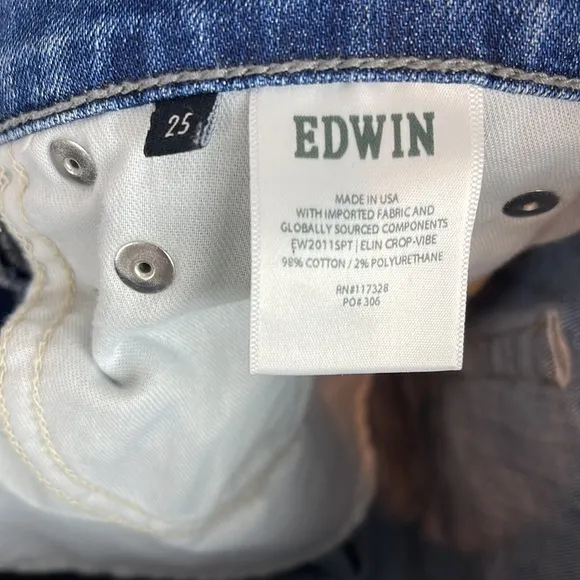 25
EDWIN
MADE IN USA
WITH IMPORTED FABRIC AND
GLOBALLY SOURCED COMPONENTS
EW2011SPT | ELIN CROP-VIBE
98% COTTON / 2% POLYURETHANE
RN#117328
PO# 306